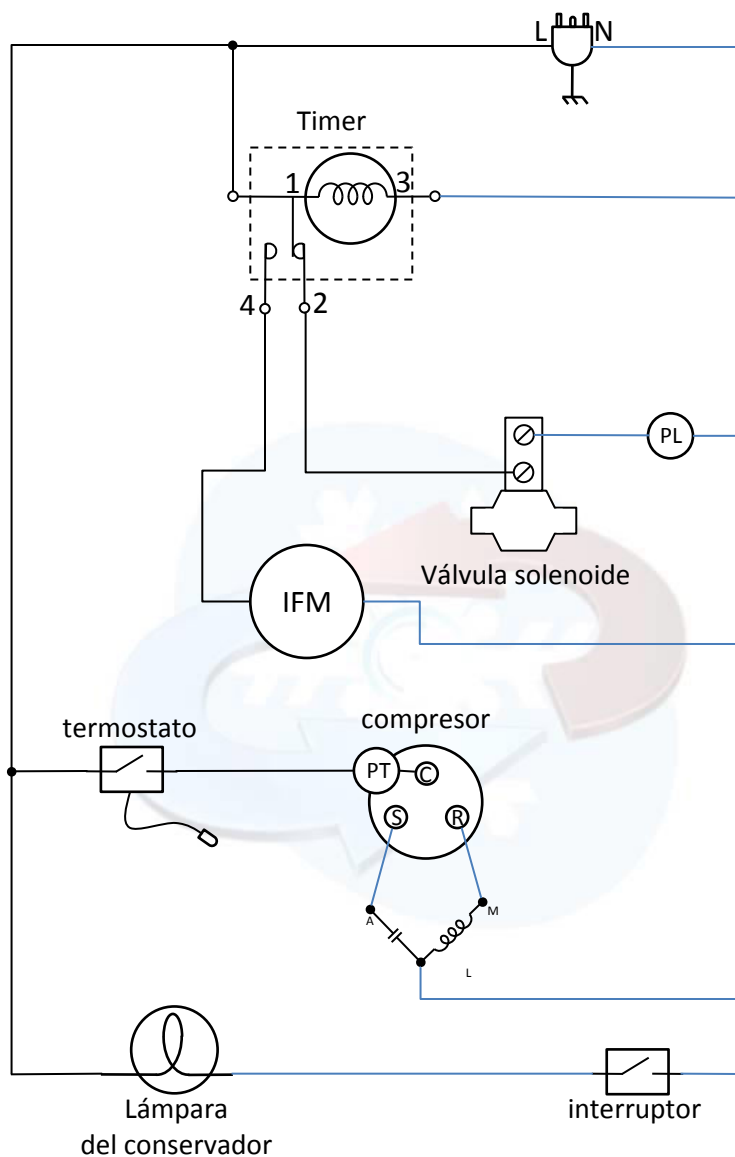 L N
Timer
1 3
4 2
PL
Válvula solenoide
IFM
compresor
termostato
PT C
S R
A M
L
Lámpara
del conservador
interruptor